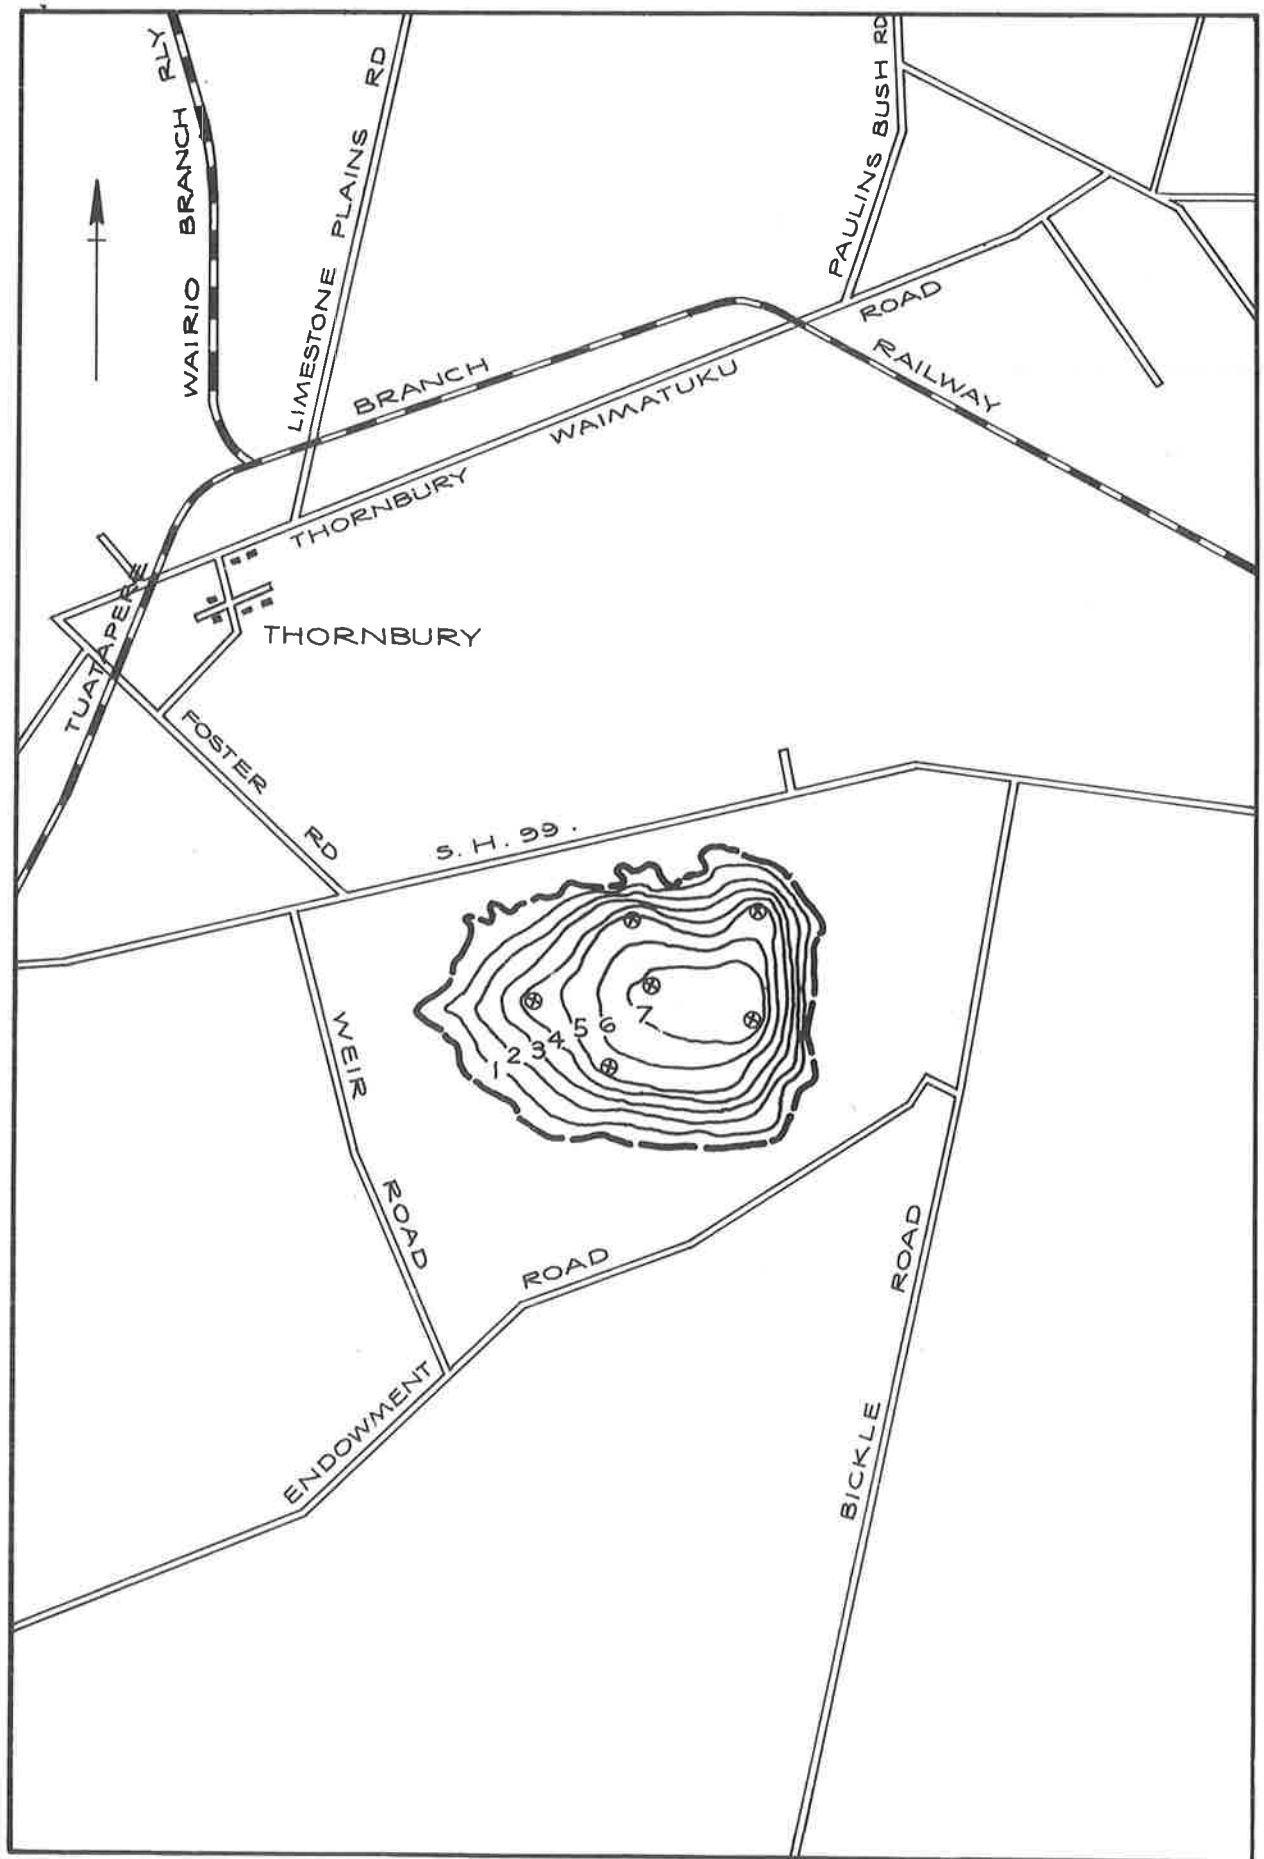 WAIRIO BRANCH RLY
LIMESTONE PLAINS RD
PAULINS BUSH RD
TUATAPERE BRANCH RAILWAY
THORNBURY WAIMATUKU ROAD
THORNBURY
FOSTER RD
S. H. 99.
1 2 3 4 5 6 7
WEIR ROAD
ENDOWMENT ROAD
BICKLE ROAD